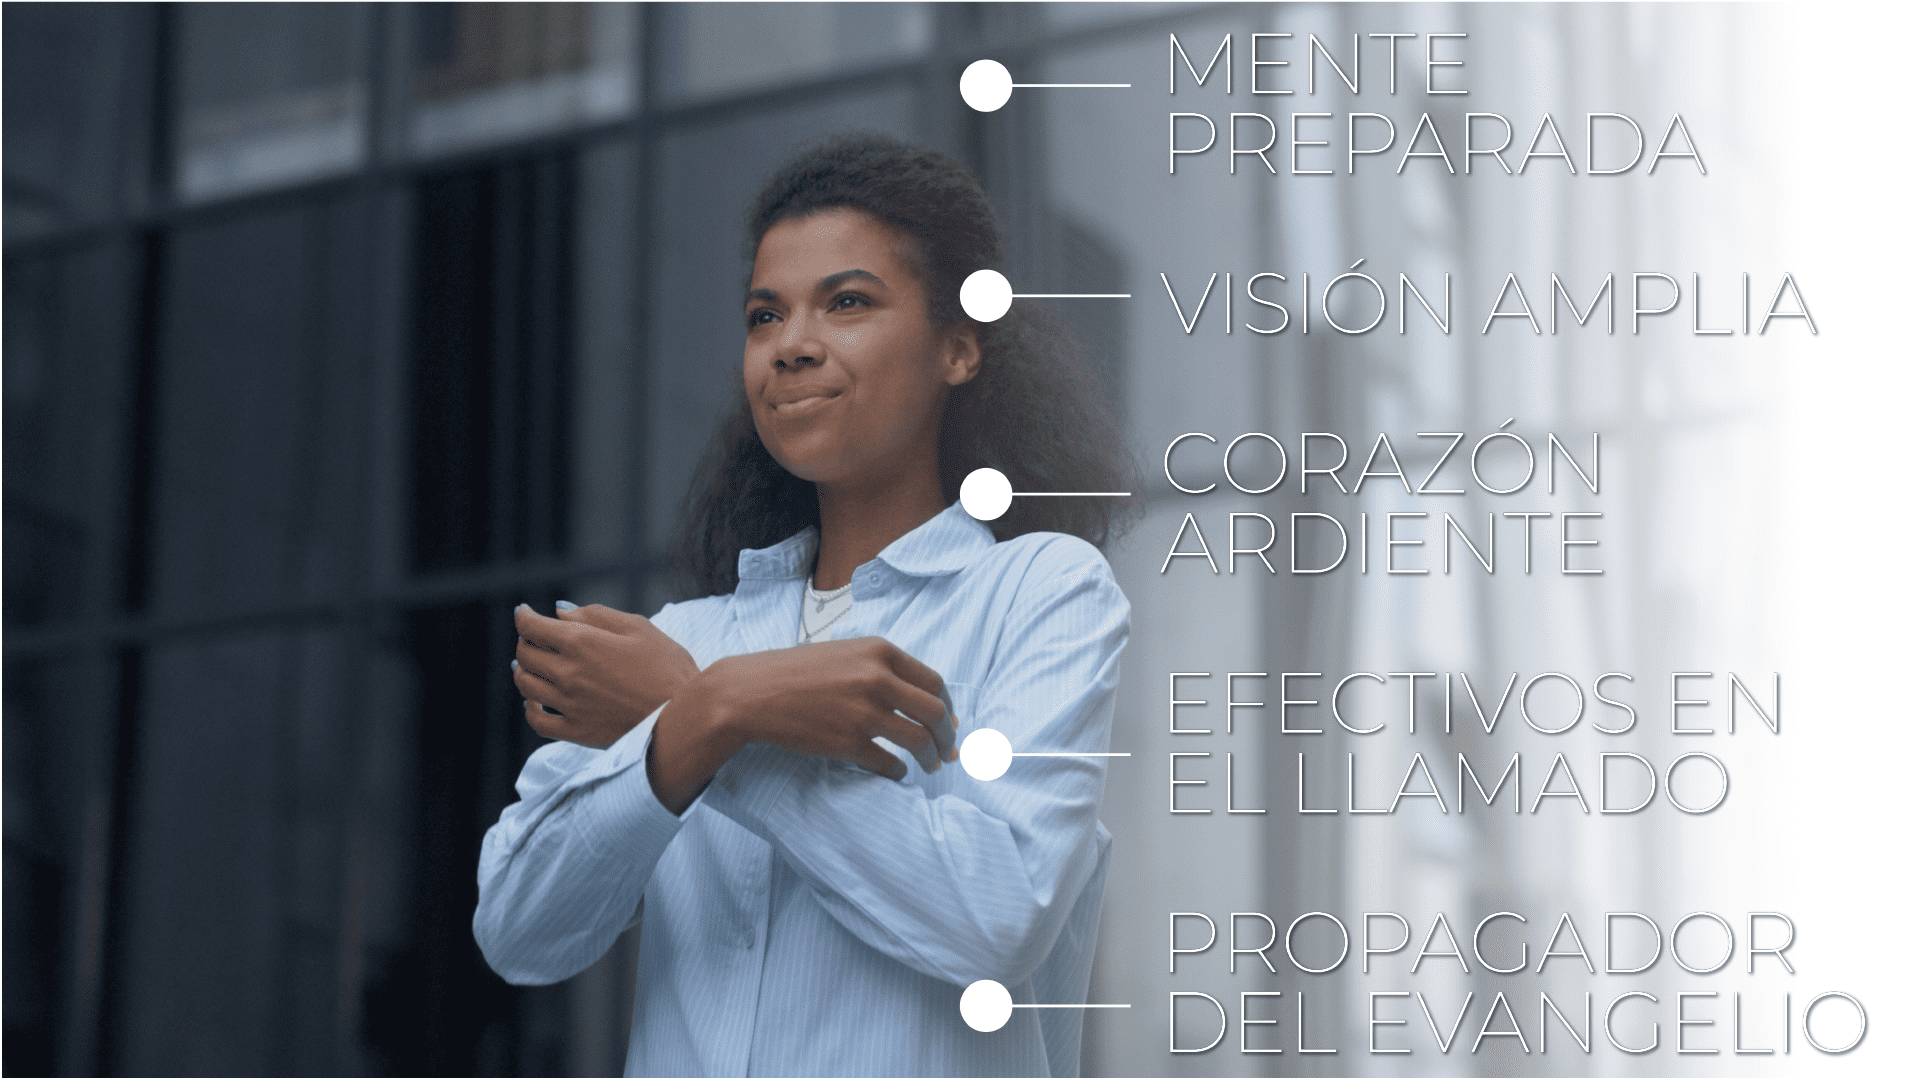 MENTE
PREPARADA
VISIÓN AMPLIA
CORAZÓN
ARDIENTE
EFECTIVOS EN
EL LLAMADO
PROPAGADOR
DEL EVANGELIO